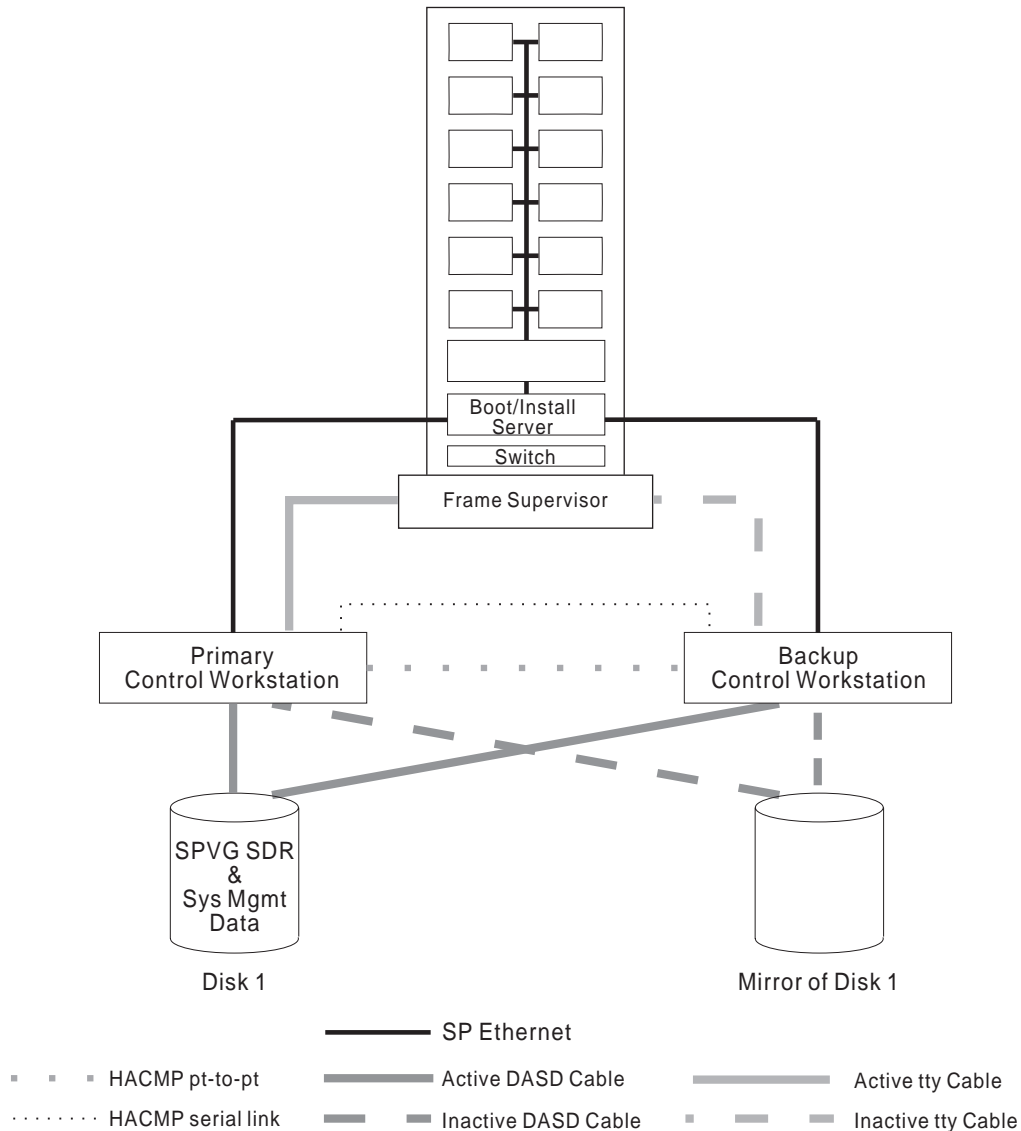 Boot/Install
Server
Switch
Frame Supervisor
Primary
Control Workstation
Backup
Control Workstation
SPVG SDR
&
Sys Mgmt
Data
Disk 1
Mirror of Disk 1
SP Ethernet
HACMP pt-to-pt
Active DASD Cable
Active tty Cable
HACMP serial link
Inactive DASD Cable
Inactive tty Cable